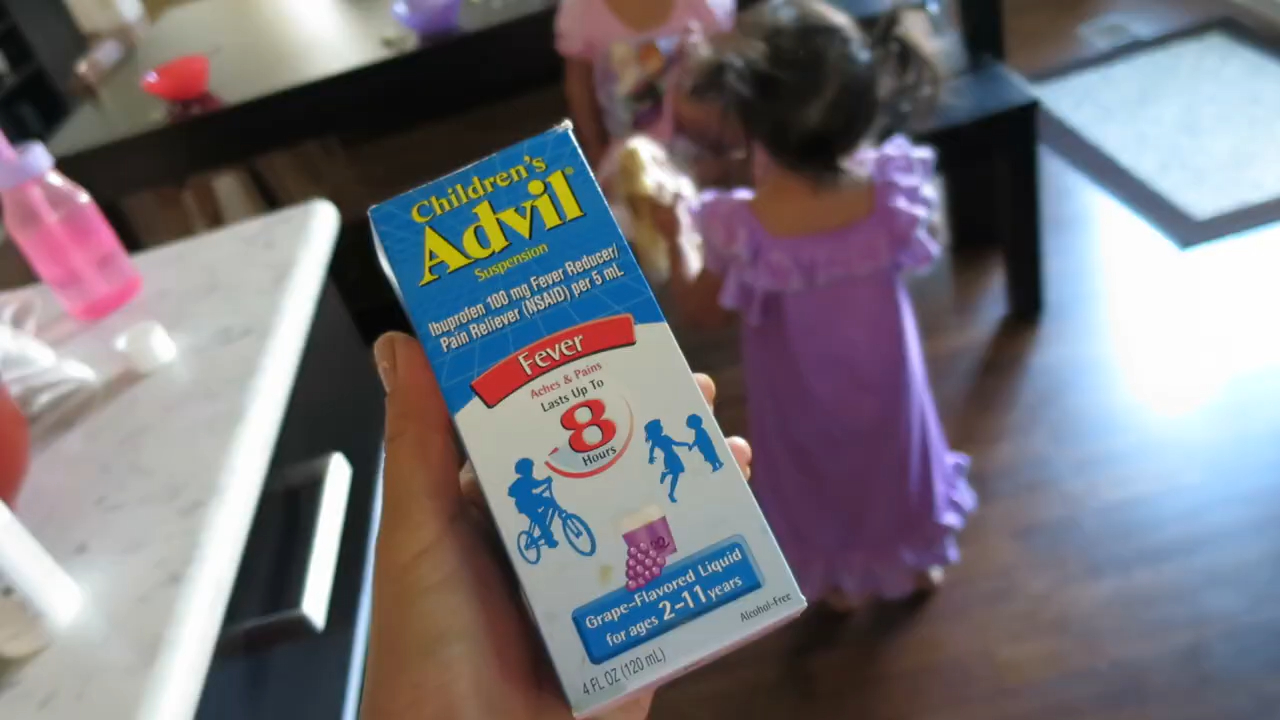 Children's
Advil®
Suspension
Ibuprofen 100 mg Fever Reducer/
Pain Reliever (NSAID) per 5 mL
Fever
Aches & Pains
Lasts Up To
8
Hours
Grape-Flavored Liquid
for ages 2-11 years
Alcohol-Free
4 FL OZ (120 mL)